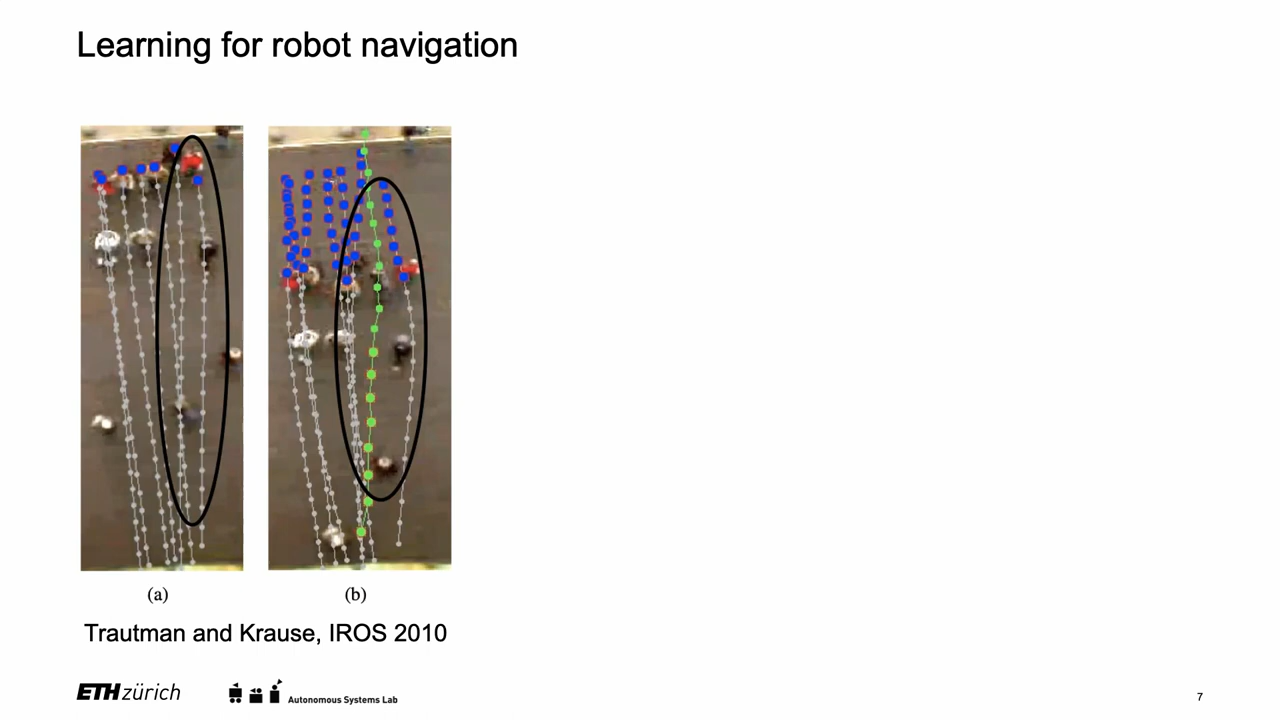 Learning for robot navigation
(a) (b)
Trautman and Krause, IROS 2010
ETH zürich
Autonomous Systems Lab
7